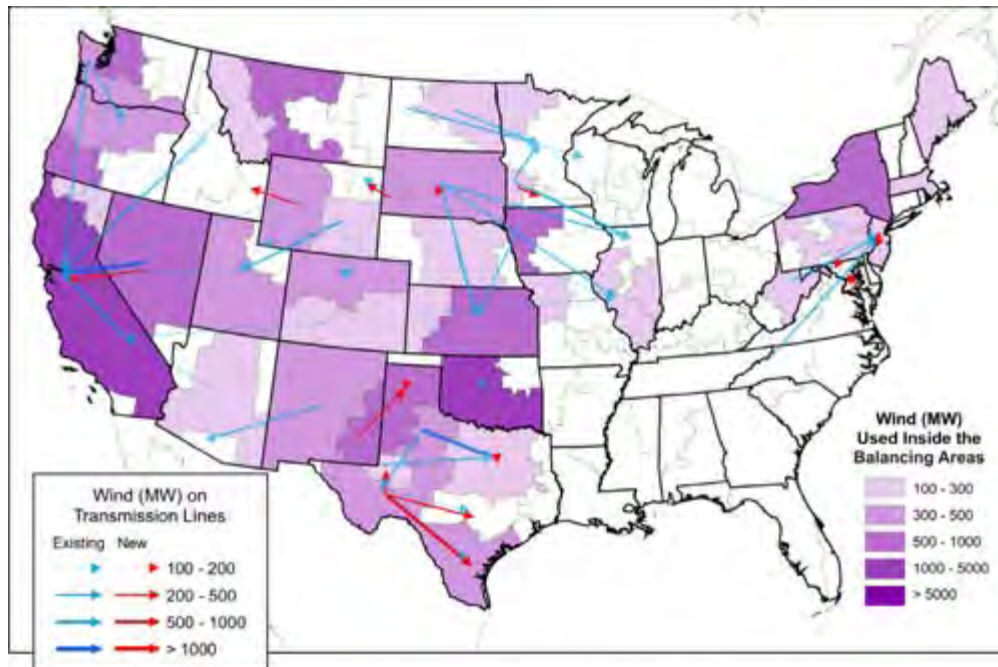 Wind (MW)
Used Inside the
Balancing Areas
100 - 300
300 - 500
500 - 1000
1000 - 5000
> 5000
Wind (MW) on
Transmission Lines
Existing New
100 - 200
200 - 500
500 - 1000
> 1000